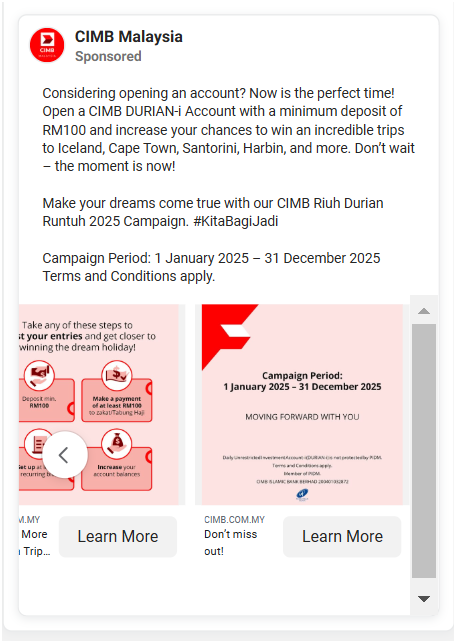 CIMB Malaysia
Sponsored
Considering opening an account? Now is the perfect time!
Open a CIMB DURIAN-i Account with a minimum deposit of
RM100 and increase your chances to win an incredible trips
to Iceland, Cape Town, Santorini, Harbin, and more. Don’t wait
– the moment is now!
Make your dreams come true with our CIMB Riuh Durian
Runtuh 2025 Campaign. #KitaBagiJadi
Campaign Period: 1 January 2025 – 31 December 2025
Terms and Conditions apply.
Take any of these steps to
st your entries and get closer to
winning the dream holiday!
Deposit min.
RM100
Make a payment
of at least RM100
to zakat/Tabung Haji
Set up at
recurring b
Increase your
account balances
M.MY
More
Trip...
Learn More
Campaign Period:
1 January 2025 – 31 December 2025
MOVING FORWARD WITH YOU
Daily Unrestricted Investment Account-i (DURIAN-i) is not protected by PIDM.
Terms and Conditions apply.
Member of PIDM.
CIMB ISLAMIC BANK BERHAD 200401032872
CIMB.COM.MY
Don’t miss
out!
Learn More